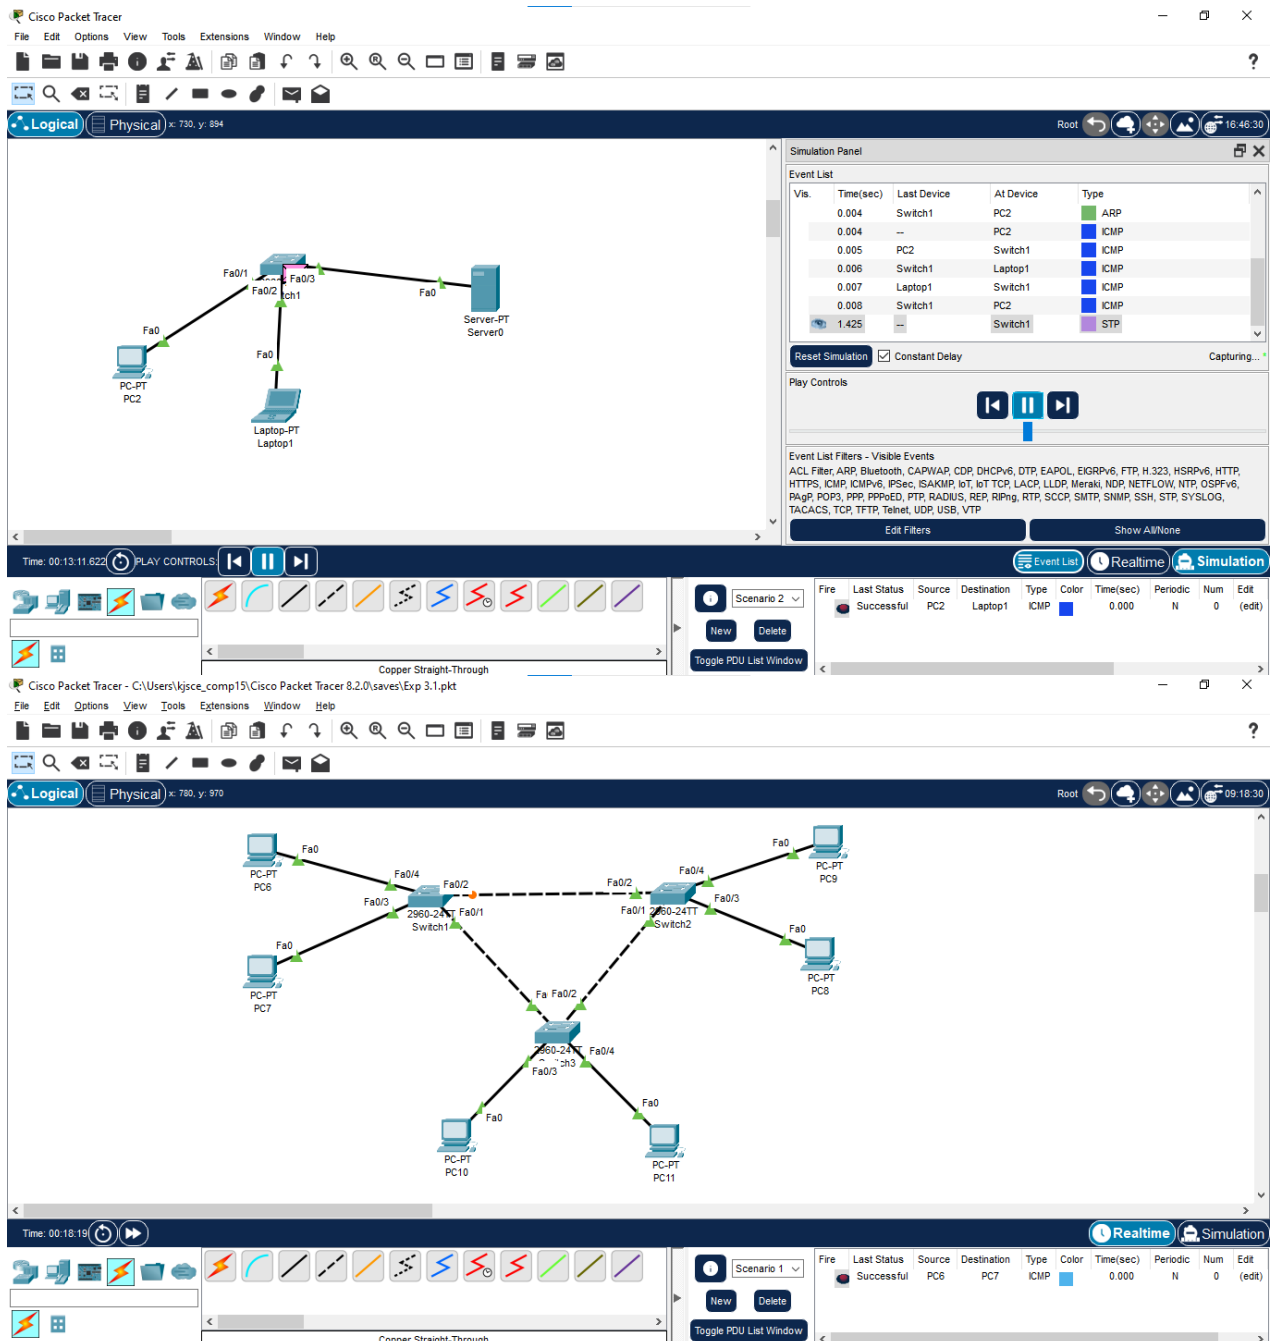 Cisco Packet Tracer
File Edit Options View Tools Extensions Window Help
?
Logical Physical x: 730, y: 894 Root 16:46:30
Simulation Panel
Event List
Vis. Time(sec) Last Device At Device Type
0.004 Switch1 PC2 ARP
0.004 -- PC2 ICMP
0.005 PC2 Switch1 ICMP
0.006 Switch1 Laptop1 ICMP
0.007 Laptop1 Switch1 ICMP
0.008 Switch1 PC2 ICMP
1.425 -- Switch1 STP
Reset Simulation Constant Delay Capturing...
Play Controls
Event List Filters - Visible Events
ACL Filter, ARP, Bluetooth, CAPWAP, CDP, DHCPv6, DTP, EAPOL, EIGRPv6, FTP, H.323, HSRPv6, HTTP,
HTTPS, ICMP, ICMPv6, IPSec, ISAKMP, IoT, IoT TCP, LACP, LLDP, Meraki, NDP, NETFLOW, NTP, OSPFv6,
PAgP, POP3, PPP, PPPoED, PTP, RADIUS, REP, RIPng, RTP, SCCP, SMTP, SNMP, SSH, STP, SYSLOG,
TACACS, TCP, TFTP, Telnet, UDP, USB, VTP
Edit Filters Show All/None
Fa0/1
Fa0/3
Fa0/2
tch1
Fa0
Server-PT
Server0
Fa0
PC-PT
PC2
Fa0
Laptop-PT
Laptop1
Time: 00:13:11.622 PLAY CONTROLS: Event List Realtime Simulation
Scenario 2
New Delete
Toggle PDU List Window
Fire Last Status Source Destination Type Color Time(sec) Periodic Num Edit
Successful PC2 Laptop1 ICMP 0.000 N 0 (edit)
Copper Straight-Through
Cisco Packet Tracer - C:\Users\kjsce_comp15\Cisco Packet Tracer 8.2.0\saves\Exp 3.1.pkt
File Edit Options View Tools Extensions Window Help
?
Logical Physical x: 780, y: 970 Root 09:18:30
Fa0
PC-PT
PC6
Fa0/4
Fa0/2
Fa0/3
Fa0/1
2960-24TT
Switch1
Fa0
PC-PT
PC7
Fa0
PC-PT
PC9
Fa0/4
Fa0/2
Fa0/3
Fa0/1
2960-24TT
Switch2
Fa0
PC-PT
PC8
Fa Fa0/2
2960-24TT
Fa0/4
ch3
Fa0/3
Fa0
PC-PT
PC10
Fa0
PC-PT
PC11
Time: 00:18:19 Realtime Simulation
Scenario 1
New Delete
Toggle PDU List Window
Fire Last Status Source Destination Type Color Time(sec) Periodic Num Edit
Successful PC6 PC7 ICMP 0.000 N 0 (edit)
Copper Straight-Through